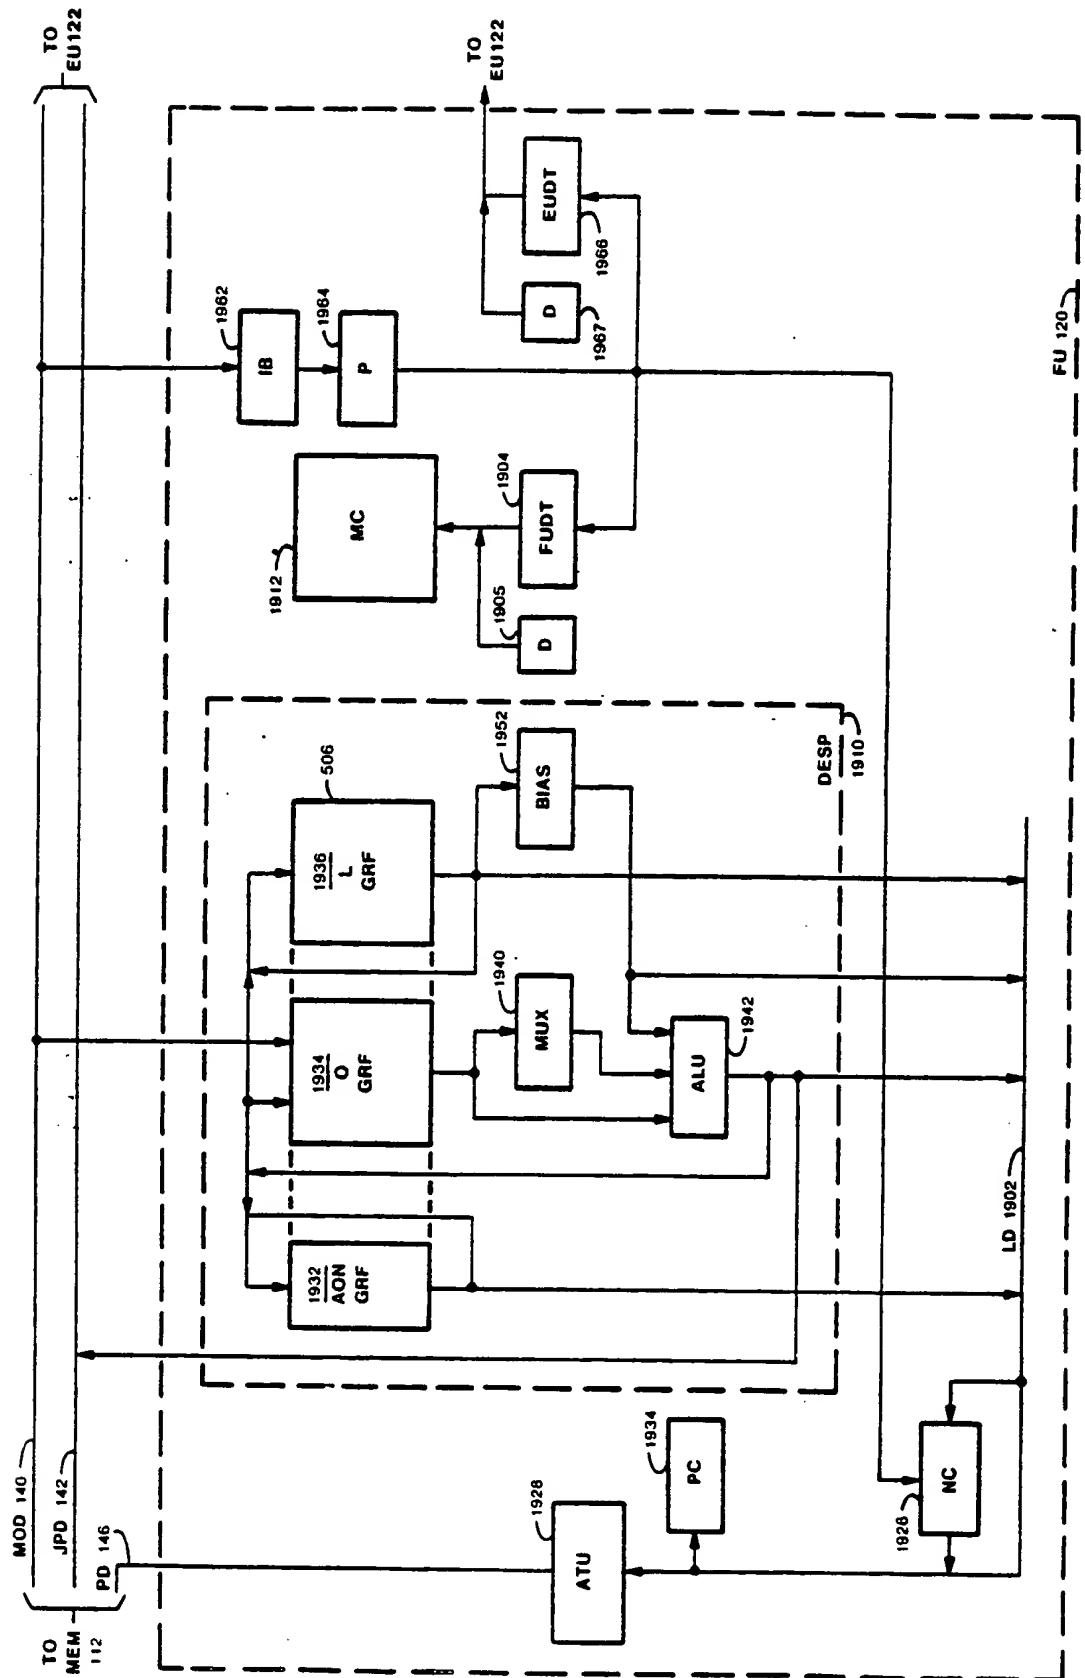 TO
MEM
112
MOD 140
JPD 142
PD 146
TO
EU122
ATU
1928
PC
1934
NC
1926
1932
AON
GRF
1934
O
GRF
1936
L
GRF
506
MUX
1940
BIAS
1952
ALU
1942
DESP
1910
LD 1902
MC
1912
D
1905
FUDT
1904
IB
1962
P
1964
D
1967
EUDT
1966
TO
EU122
FU 120